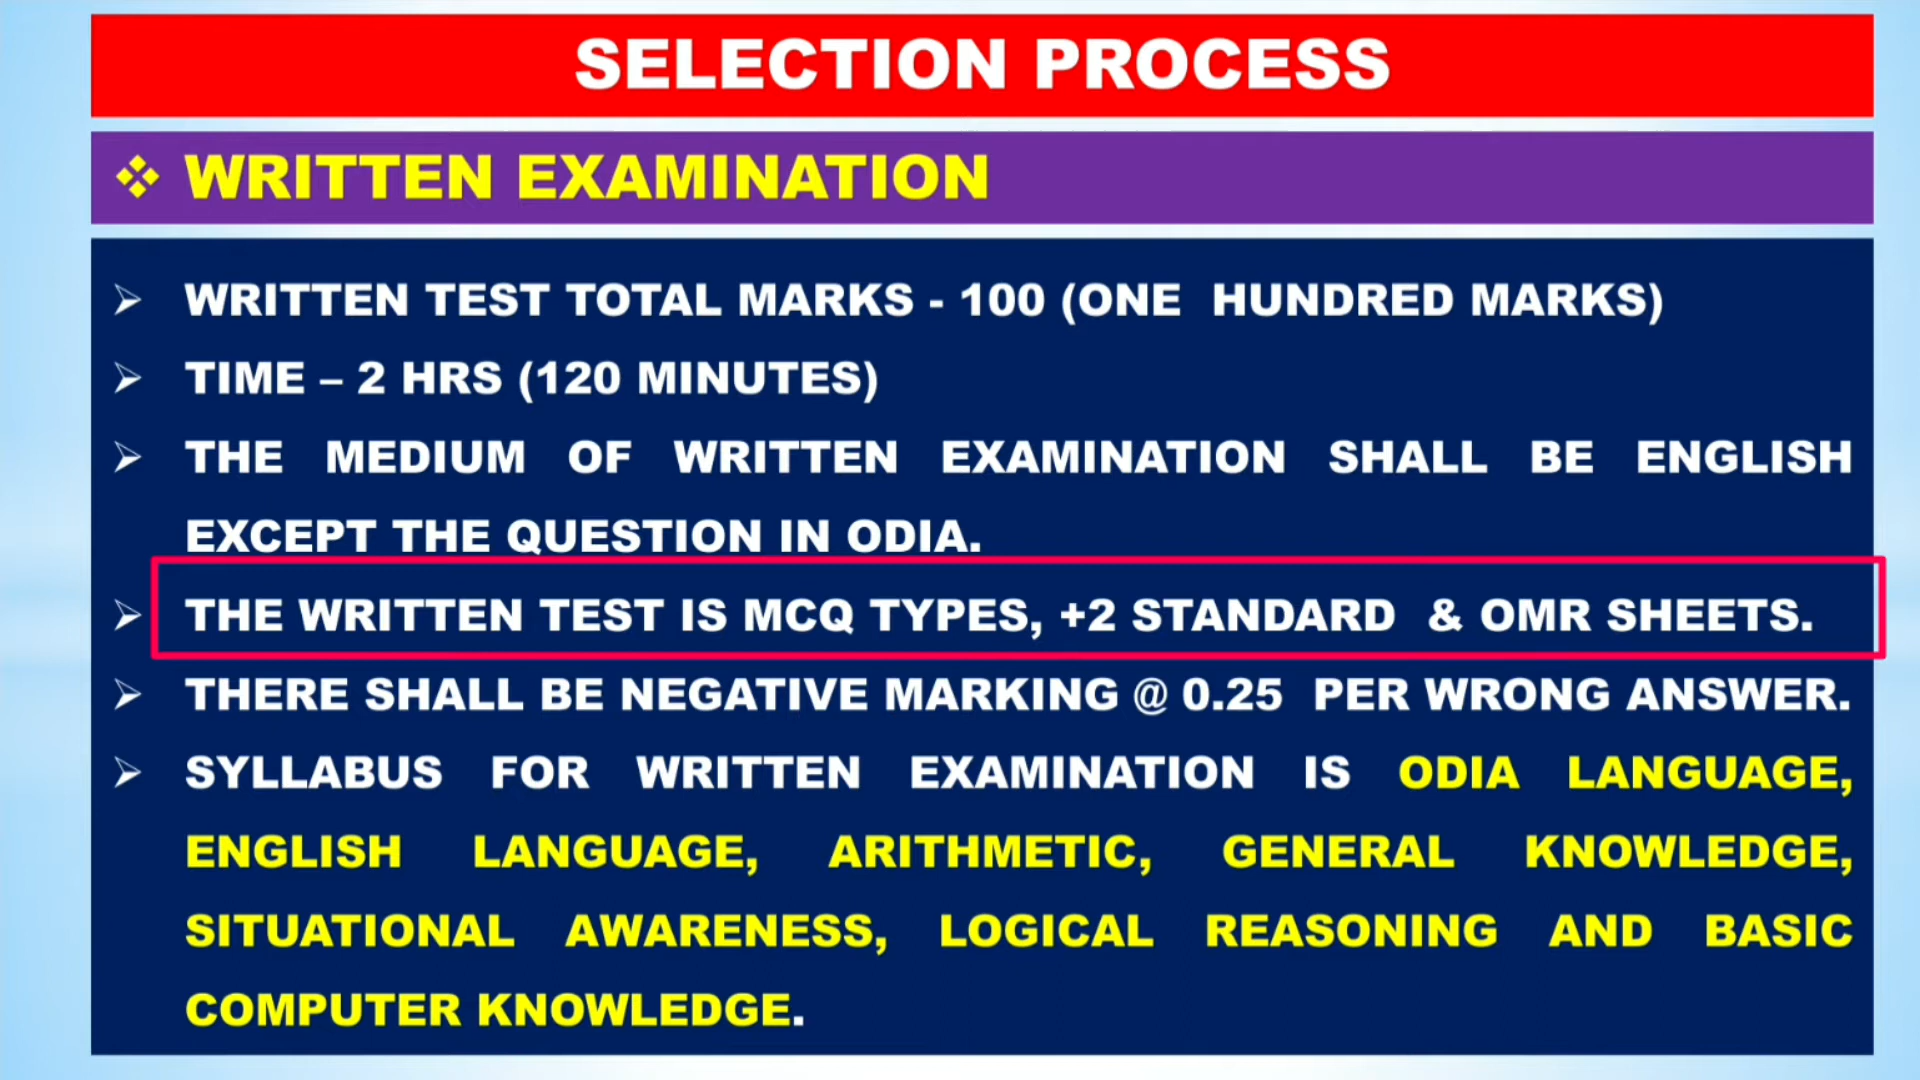 SELECTION PROCESS
❖ WRITTEN EXAMINATION
➢ WRITTEN TEST TOTAL MARKS - 100 (ONE HUNDRED MARKS)
➢ TIME – 2 HRS (120 MINUTES)
➢ THE MEDIUM OF WRITTEN EXAMINATION SHALL BE ENGLISH
EXCEPT THE QUESTION IN ODIA.
➢ THE WRITTEN TEST IS MCQ TYPES, +2 STANDARD & OMR SHEETS.
➢ THERE SHALL BE NEGATIVE MARKING @ 0.25 PER WRONG ANSWER.
➢ SYLLABUS FOR WRITTEN EXAMINATION IS ODIA LANGUAGE,
ENGLISH LANGUAGE, ARITHMETIC, GENERAL KNOWLEDGE,
SITUATIONAL AWARENESS, LOGICAL REASONING AND BASIC
COMPUTER KNOWLEDGE.